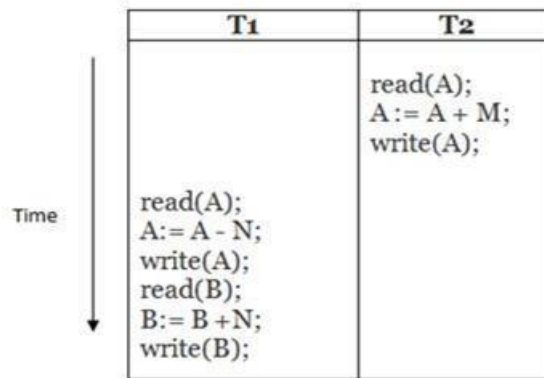 T1 T2
read(A);
A := A + M;
write(A);
Time
read(A);
A:= A - N;
write(A);
read(B);
B:= B +N;
write(B);